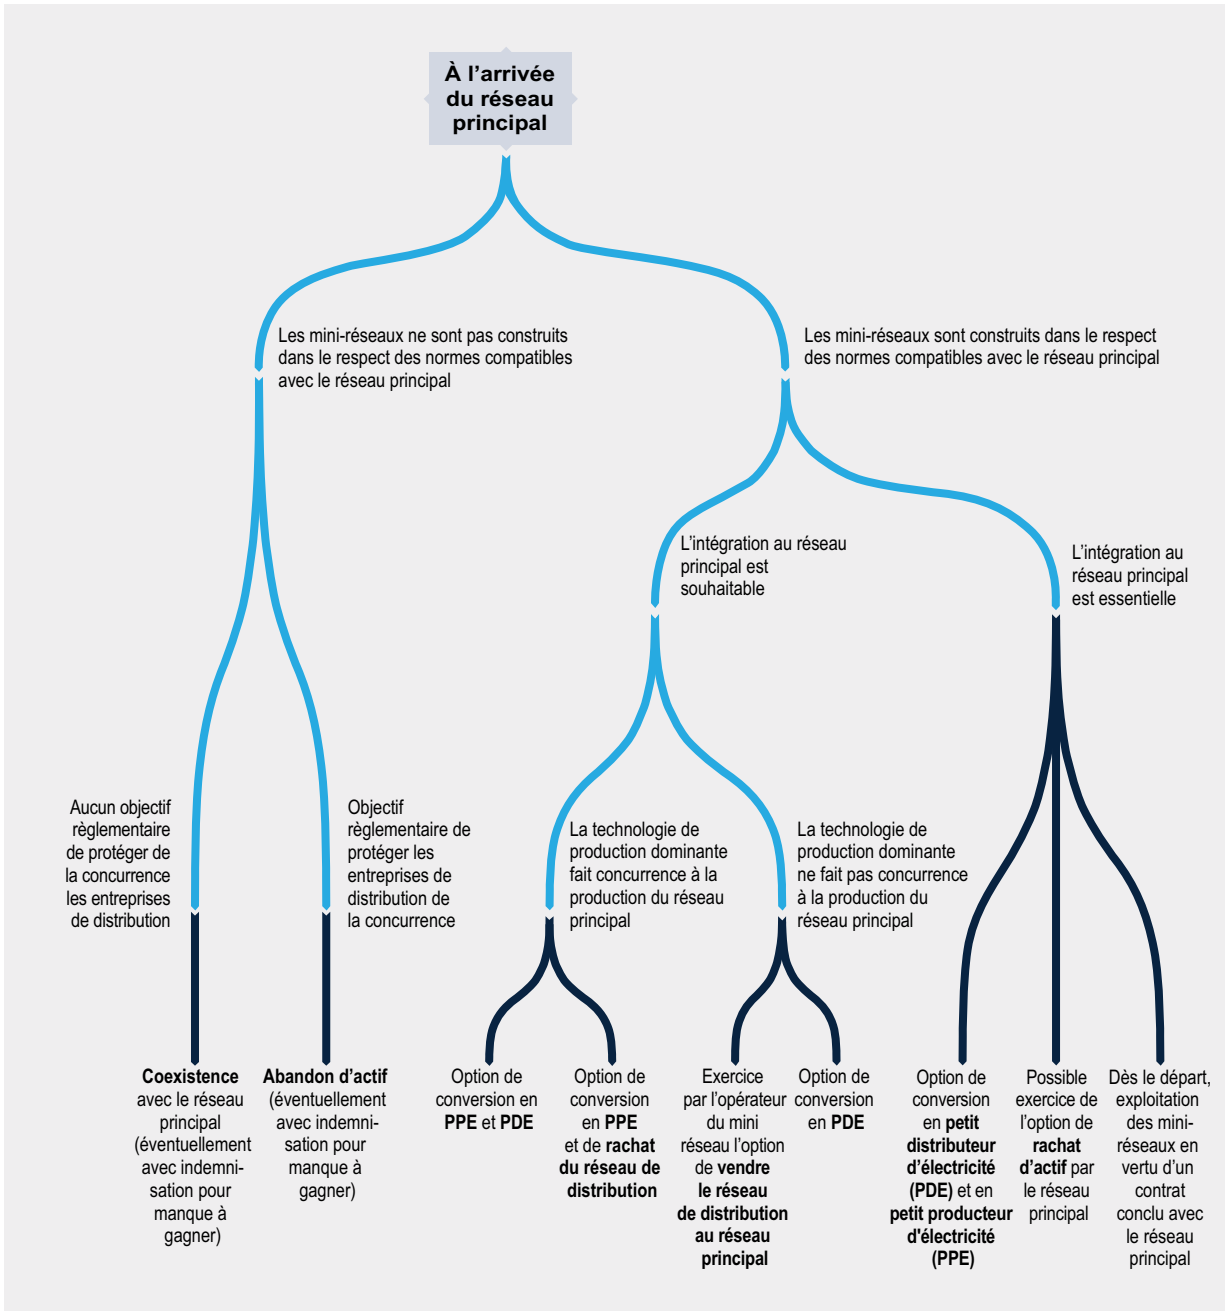 À l’arrivée
du réseau
principal
Les mini-réseaux ne sont pas construits
dans le respect des normes compatibles
avec le réseau principal
Les mini-réseaux sont construits dans le respect
des normes compatibles avec le réseau principal
L’intégration au réseau
principal est
souhaitable
L’intégration au
réseau principal
est essentielle
Aucun objectif
règlementaire
de protéger de
la concurrence
les entreprises
de distribution
Objectif
règlementaire de
protéger les
entreprises de
distribution de
la concurrence
La technologie de
production dominante
fait concurrence à la
production du réseau
principal
La technologie de
production dominante
ne fait pas concurrence
à la production du
réseau principal
Coexistence
avec le réseau
principal
(éventuellement
avec indemni-
sation pour
manque à
gagner)
Abandon d’actif
(éventuellement
avec indemni-
sation pour
manque à
gagner)
Option de
conversion en
PPE et PDE
Option de
conversion
en PPE
et de rachat
du réseau de
distribution
Exercice
par l’opérateur
du mini
réseau l’option
de vendre
le réseau
de distribution
au réseau
principal
Option de
conversion
en PDE
Option de
conversion
en petit
distributeur
d’électricité
(PDE) et en
petit producteur
d'électricité
(PPE)
Possible
exercice de
l’option de
rachat
d’actif par
le réseau
principal
Dès le départ,
exploitation
des mini-
réseaux en
vertu d’un
contrat
conclu avec
le réseau
principal